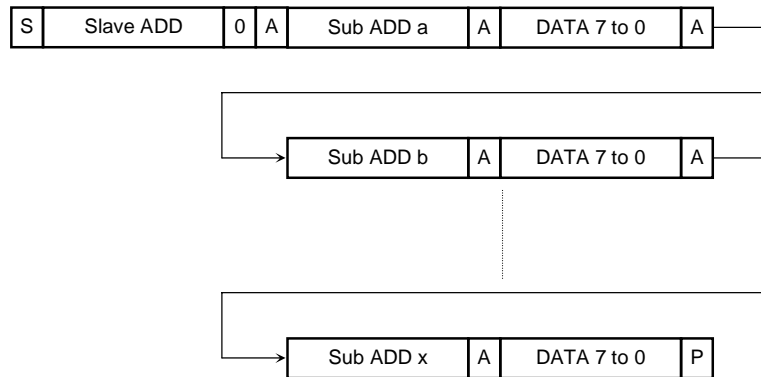 S Slave ADD 0 A Sub ADD a A DATA 7 to 0 A
Sub ADD b A DATA 7 to 0 A
Sub ADD x A DATA 7 to 0 P